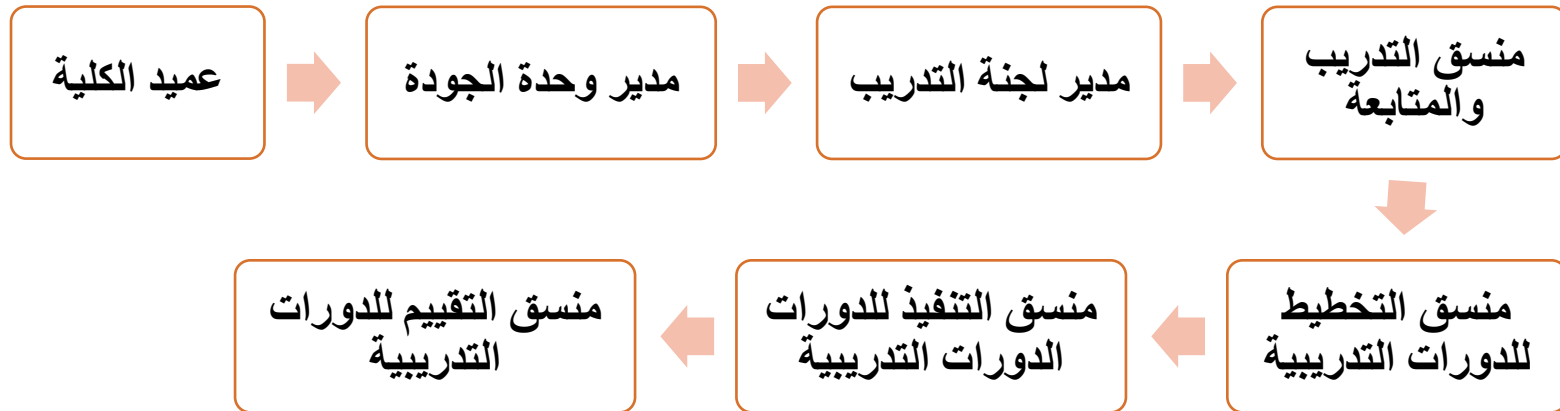 عميد الكلية
مدير وحدة الجودة
مدير لجنة التدريب
منسق التدريب
والمتابعة
منسق التخطيط
للدورات التدريبية
منسق التنفيذ للدورات
الدورات التدريبية
منسق التقييم للدورات
التدريبية